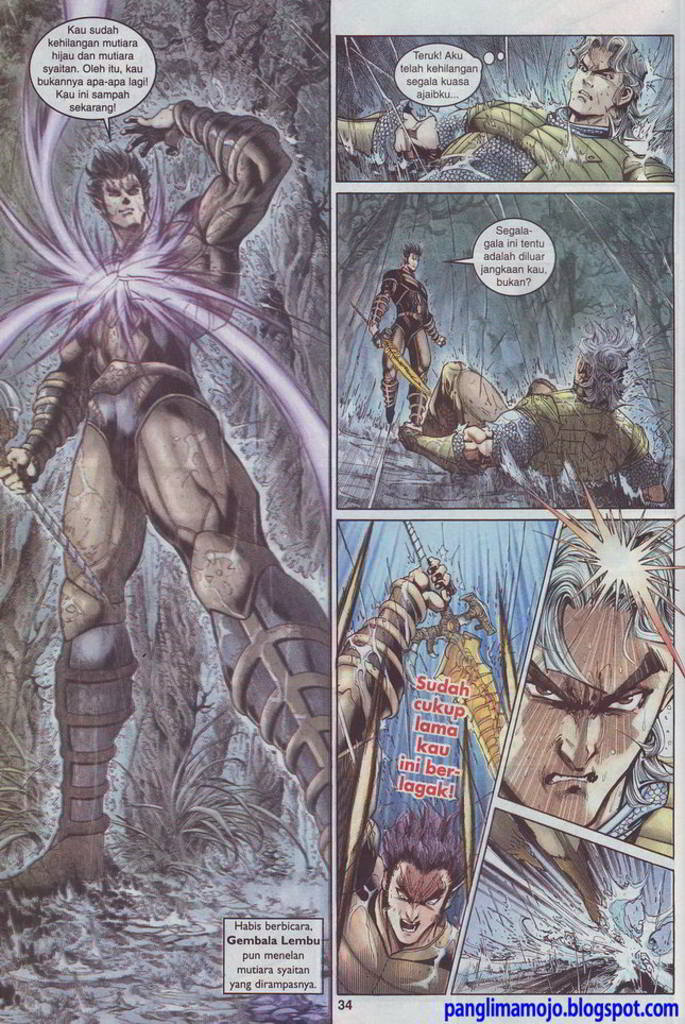 Kau sudah
kehilangan mutiara
hijau dan mutiara
syaitan. Oleh itu, kau
bukannya apa-apa lagi!
Kau ini sampah
sekarang!
Habis berbicara,
Gembala Lembu
pun menelan
mutiara syaitan
yang dirampasnya.
Teruk! Aku
telah kehilangan
segala kuasa
ajaibku...
Segala-
gala ini tentu
adalah diluar
jangkaan kau,
bukan?
Sudah
cukup
lama
kau
ini ber-
lagak!
34
panglimamojo.blogspot.com